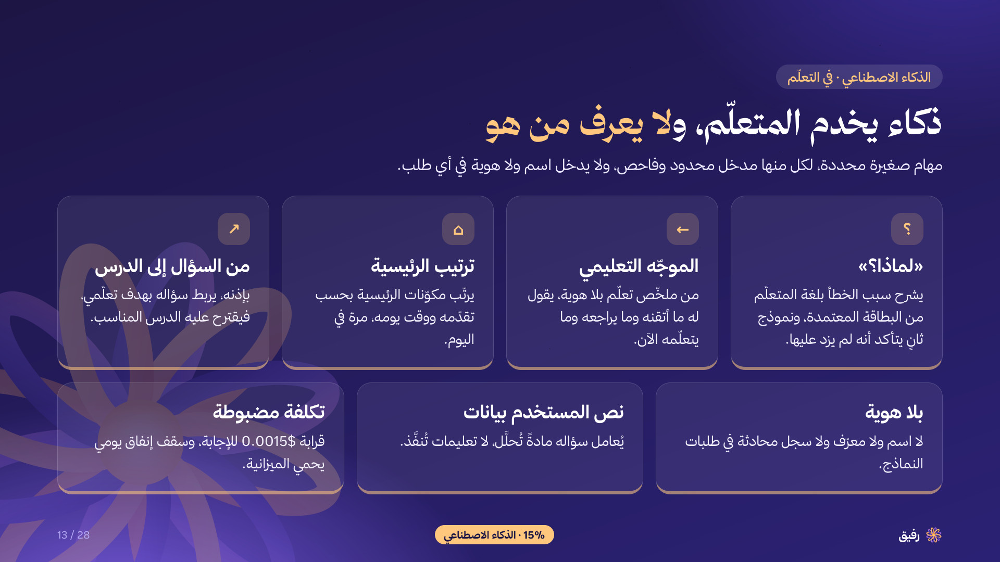 الذكاء الاصطناعي · في التعلّم
ذكاء يخدم المتعلّم، ولا يعرف من هو
مهام صغيرة محددة، لكل منها مدخل محدود وفاحص، ولا يدخل اسم ولا هوية في أي طلب.
؟
«لماذا؟»
يشرح سبب الخطأ بلغة المتعلّم
من البطاقة المعتمدة، ونموذج
ثانٍ يتأكد أنه لم يزد عليها.
←
الموجّه التعليمي
من ملخّص تعلّم بلا هوية، يقول
له ما أتقنه وما يراجعه وما
يتعلّمه الآن.
⌂
ترتيب الرئيسية
يرتّب مكوّنات الرئيسية بحسب
تقدّمه ووقت يومه، مرة في
اليوم.
↗
من السؤال إلى الدرس
بإذنه، يربط سؤاله بهدف تعلّمي،
فيقترح عليه الدرس المناسب.
بلا هوية
لا اسم ولا معرّف ولا سجل محادثة في طلبات
النماذج.
نص المستخدم بيانات
يُعامل سؤاله مادةً تُحلَّل، لا تعليمات تُنفَّذ.
تكلفة مضبوطة
قرابة $0.0015 للإجابة، وسقف إنفاق يومي
يحمي الميزانية.
رفيق
15% · الذكاء الاصطناعي
13 / 28